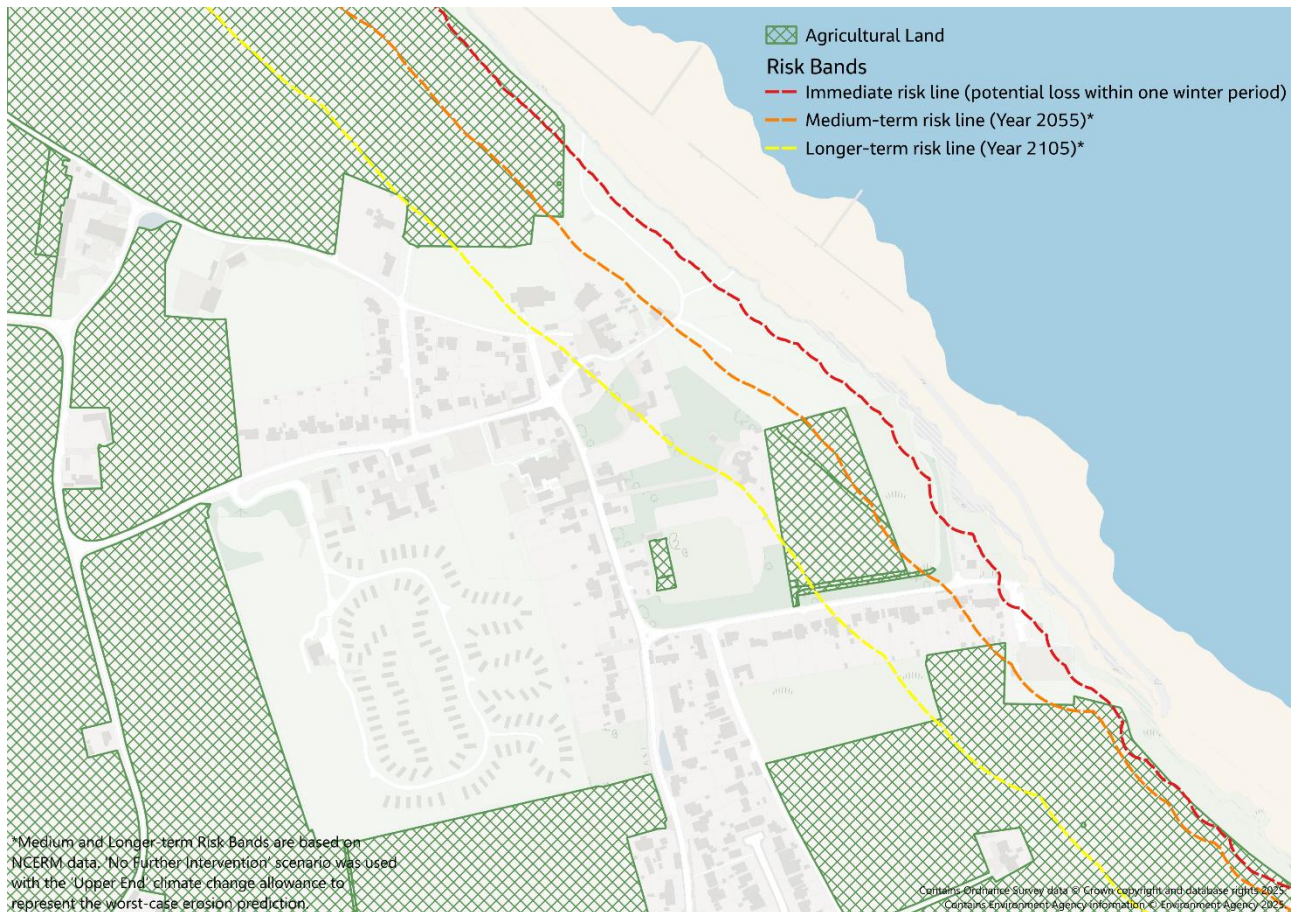 Agricultural Land
Risk Bands
Immediate risk line (potential loss within one winter period)
Medium-term risk line (Year 2055)*
Longer-term risk line (Year 2105)*
*Medium and Longer-term Risk Bands are based on
NCERM data. 'No Further Intervention' scenario was used
with the 'Upper End' climate change allowance to
represent the worst-case erosion prediction.
Contains Ordnance Survey data © Crown copyright and database rights 2025.
Contains Environment Agency information © Environment Agency 2025.